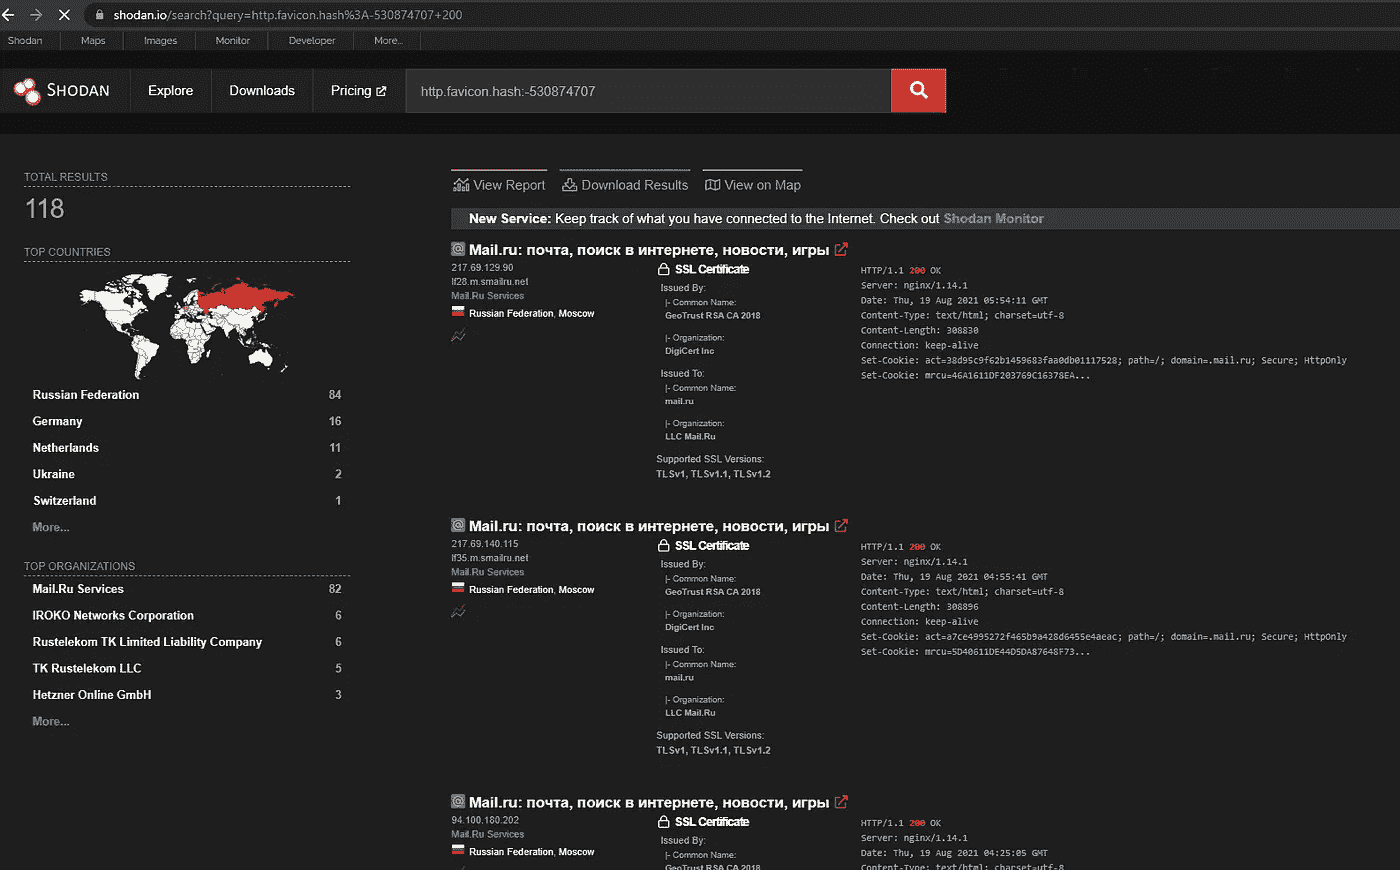 shodan.io/search?query=http.favicon.hash%3A-530874707+200
Shodan Maps Images Monitor Developer More...
SHODAN Explore Downloads Pricing http.favicon.hash:-530874707
TOTAL RESULTS
118
TOP COUNTRIES
Russian Federation 84
Germany 16
Netherlands 11
Ukraine 2
Switzerland 1
More...
TOP ORGANIZATIONS
Mail.Ru Services 82
IROKO Networks Corporation 6
Rustelekom TK Limited Liability Company 6
TK Rustelekom LLC 5
Hetzner Online GmbH 3
More...
View Report Download Results View on Map
New Service: Keep track of what you have connected to the Internet. Check out Shodan Monitor
Mail.ru: почта, поиск в интернете, новости, игры
217.69.129.90
lf28.m.smailru.net
Mail.Ru Services
Russian Federation, Moscow
SSL Certificate
Issued By:
|- Common Name:
GeoTrust RSA CA 2018
|- Organization:
DigiCert Inc
Issued To:
|- Common Name:
mail.ru
|- Organization:
LLC Mail.Ru
Supported SSL Versions:
TLSv1, TLSv1.1, TLSv1.2
HTTP/1.1 200 OK
Server: nginx/1.14.1
Date: Thu, 19 Aug 2021 05:54:11 GMT
Content-Type: text/html; charset=utf-8
Content-Length: 308830
Connection: keep-alive
Set-Cookie: act=38d95c9f62b1459683faa0db01117528; path=/; domain=.mail.ru; Secure; HttpOnly
Set-Cookie: mrcu=46A1611DF203769C16378EA...
Mail.ru: почта, поиск в интернете, новости, игры
217.69.140.115
lf35.m.smailru.net
Mail.Ru Services
Russian Federation, Moscow
SSL Certificate
Issued By:
|- Common Name:
GeoTrust RSA CA 2018
|- Organization:
DigiCert Inc
Issued To:
|- Common Name:
mail.ru
|- Organization:
LLC Mail.Ru
Supported SSL Versions:
TLSv1, TLSv1.1, TLSv1.2
HTTP/1.1 200 OK
Server: nginx/1.14.1
Date: Thu, 19 Aug 2021 04:55:41 GMT
Content-Type: text/html; charset=utf-8
Content-Length: 308896
Connection: keep-alive
Set-Cookie: act=a7ce4995272f465b9a428d6455e4aeac; path=/; domain=.mail.ru; Secure; HttpOnly
Set-Cookie: mrcu=5D40611DE44D5DA87648F73...
Mail.ru: почта, поиск в интернете, новости, игры
94.100.180.202
Mail.Ru Services
Russian Federation, Moscow
SSL Certificate
Issued By:
|- Common Name:
GeoTrust RSA CA 2018
HTTP/1.1 200 OK
Server: nginx/1.14.1
Date: Thu, 19 Aug 2021 04:25:05 GMT
Content-Type: text/html; charset=utf-8